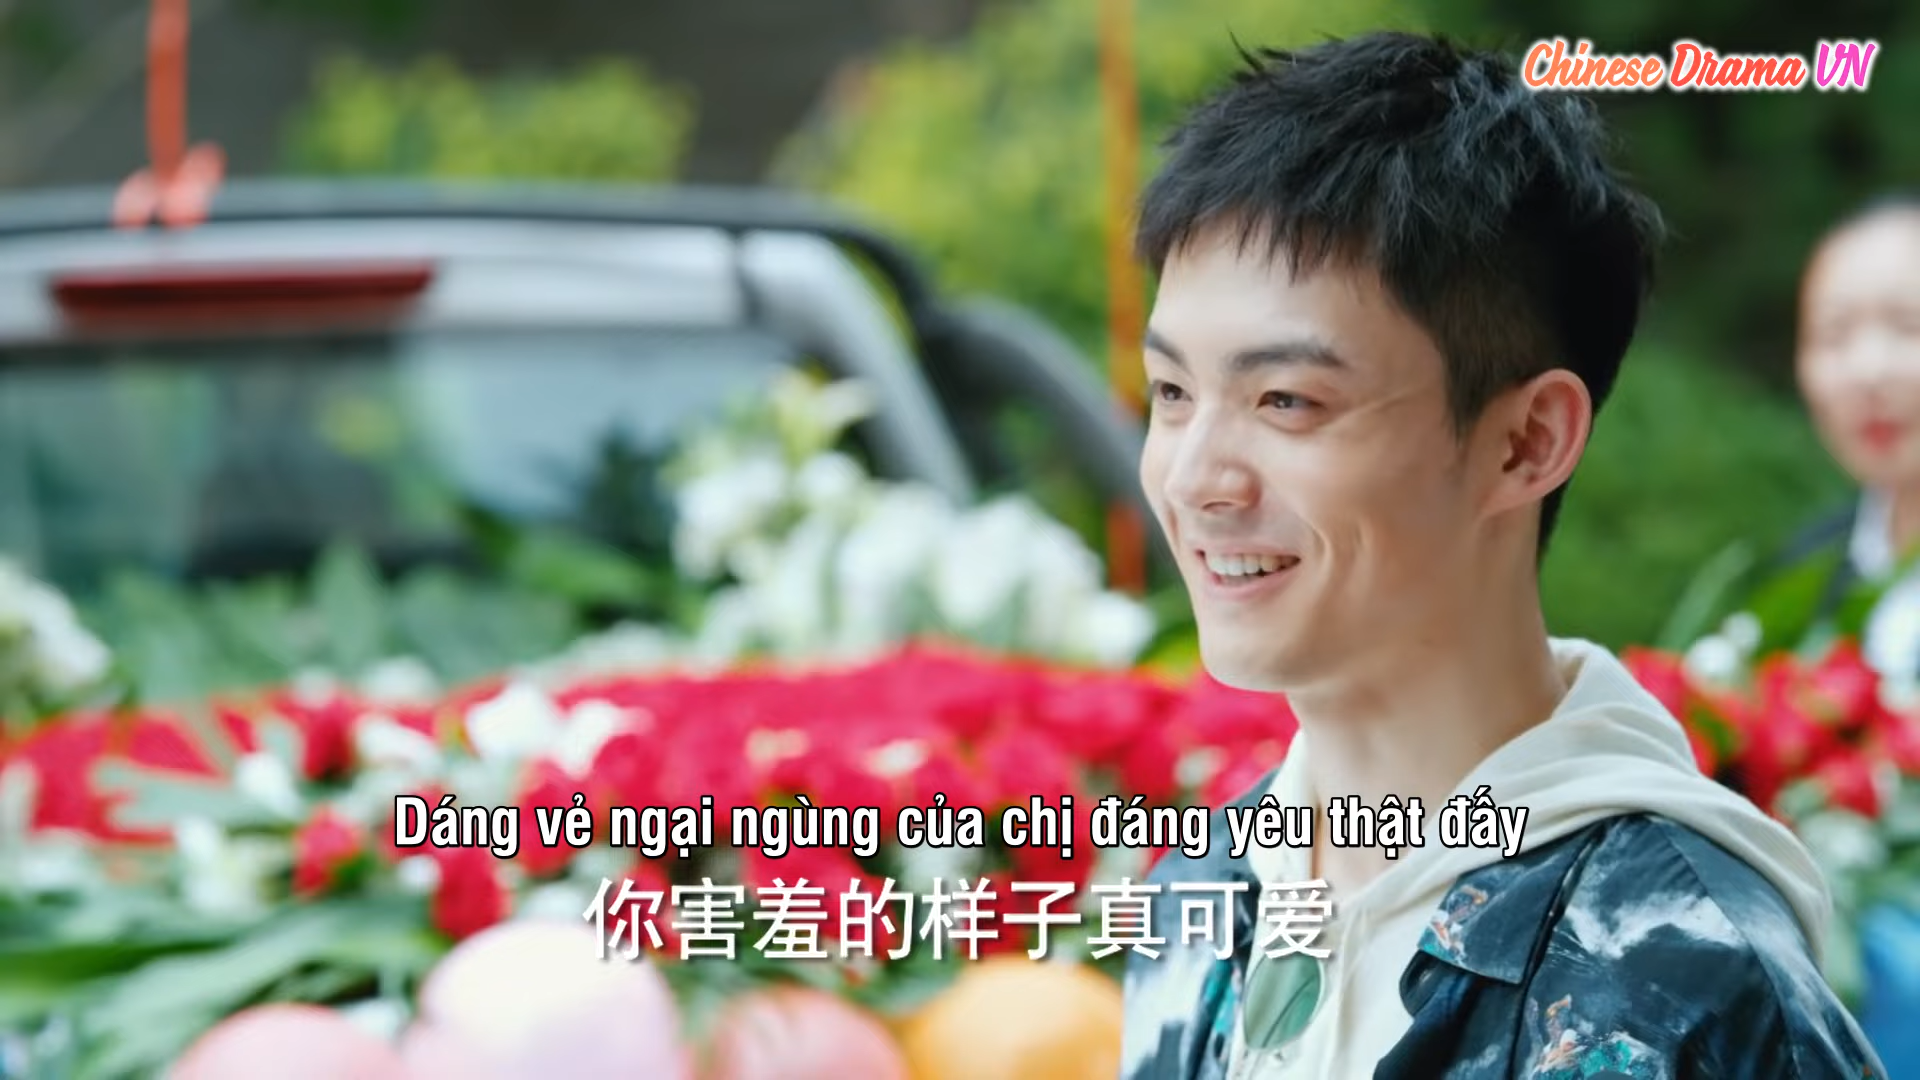 Chinese Drama VN
Dáng vẻ ngại ngùng của chị đáng yêu thật đấy
你害羞的样子真可爱